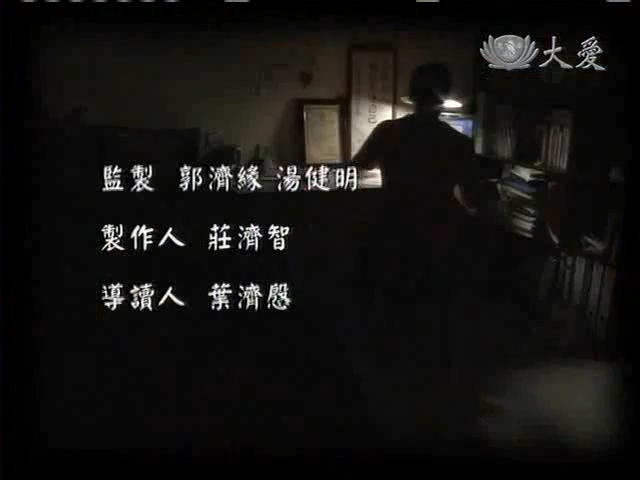 大愛
監製 郭濟緣 湯健明
製作人 莊濟智
導讀人 葉濟慇